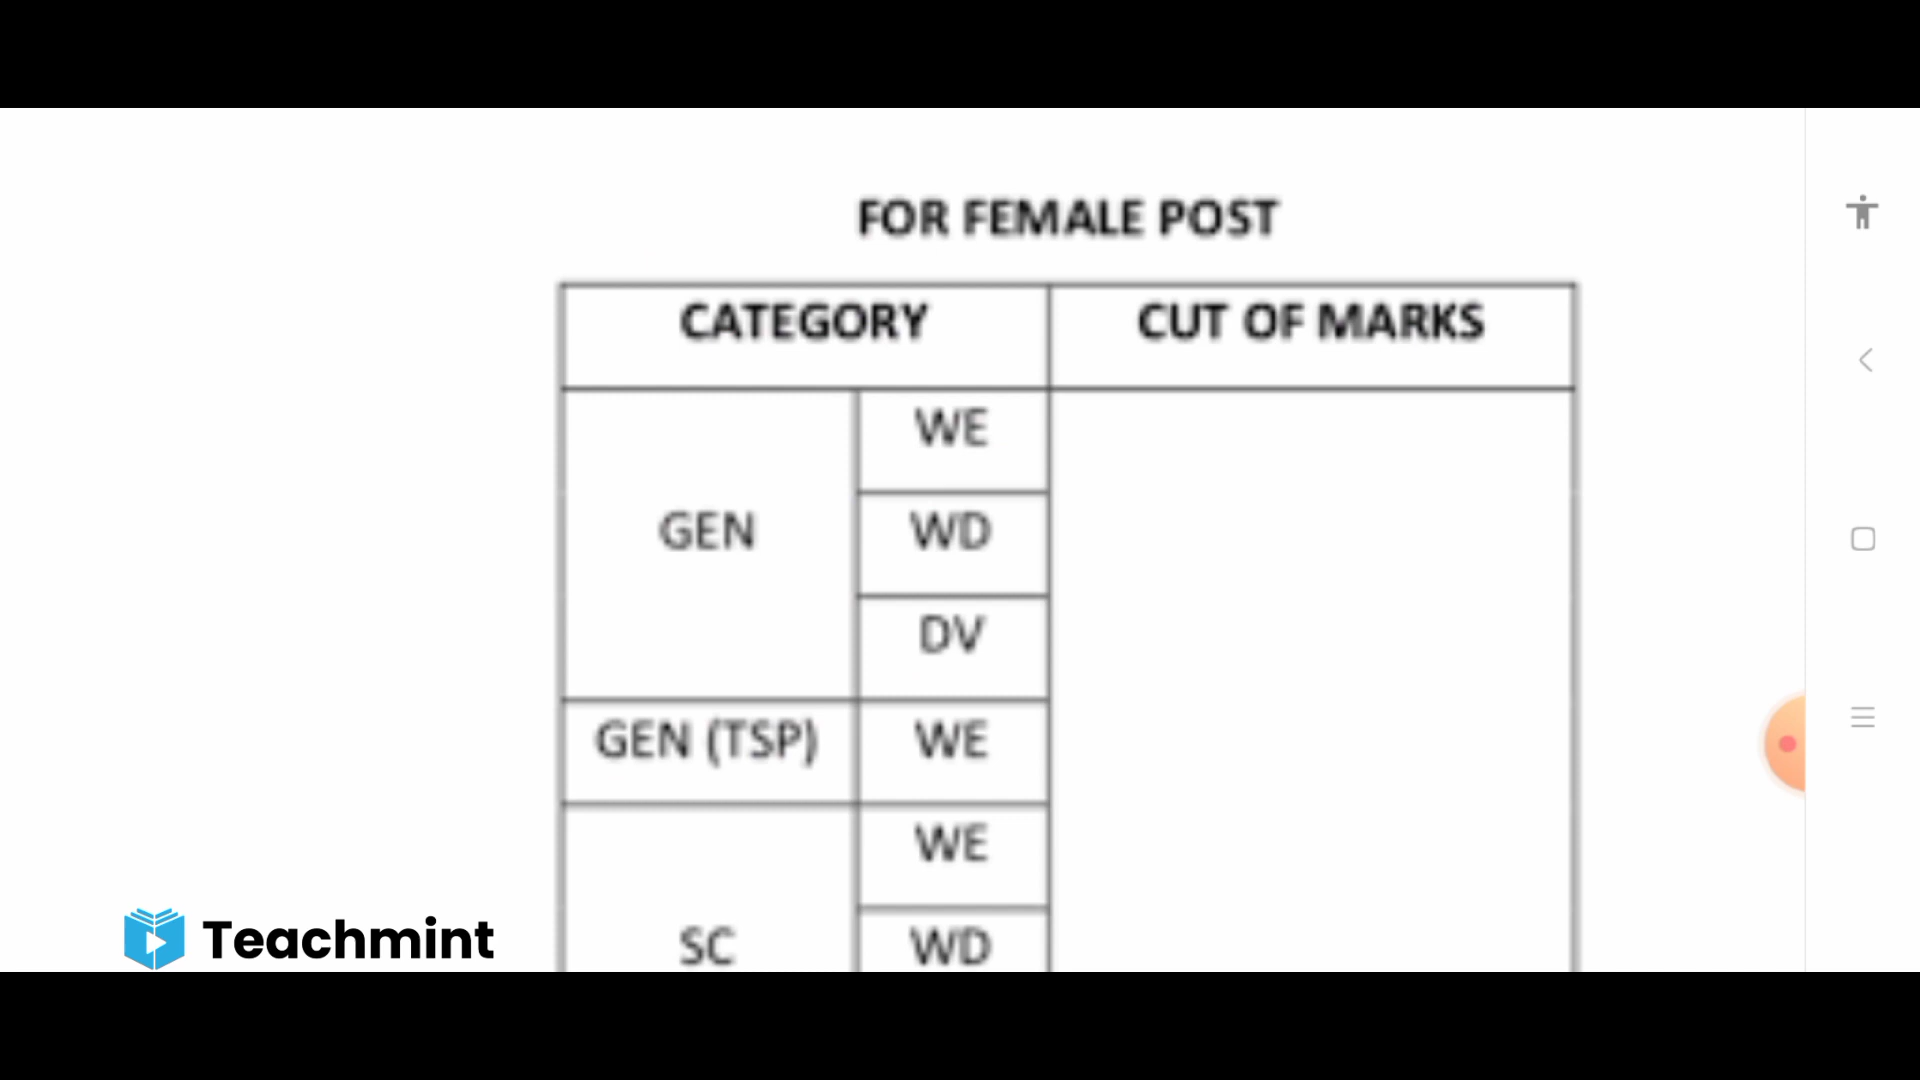 FOR FEMALE POST
CATEGORY CUT OF MARKS
WE
GEN WD
DV
GEN (TSP) WE
WE
SC WD
Teachmint